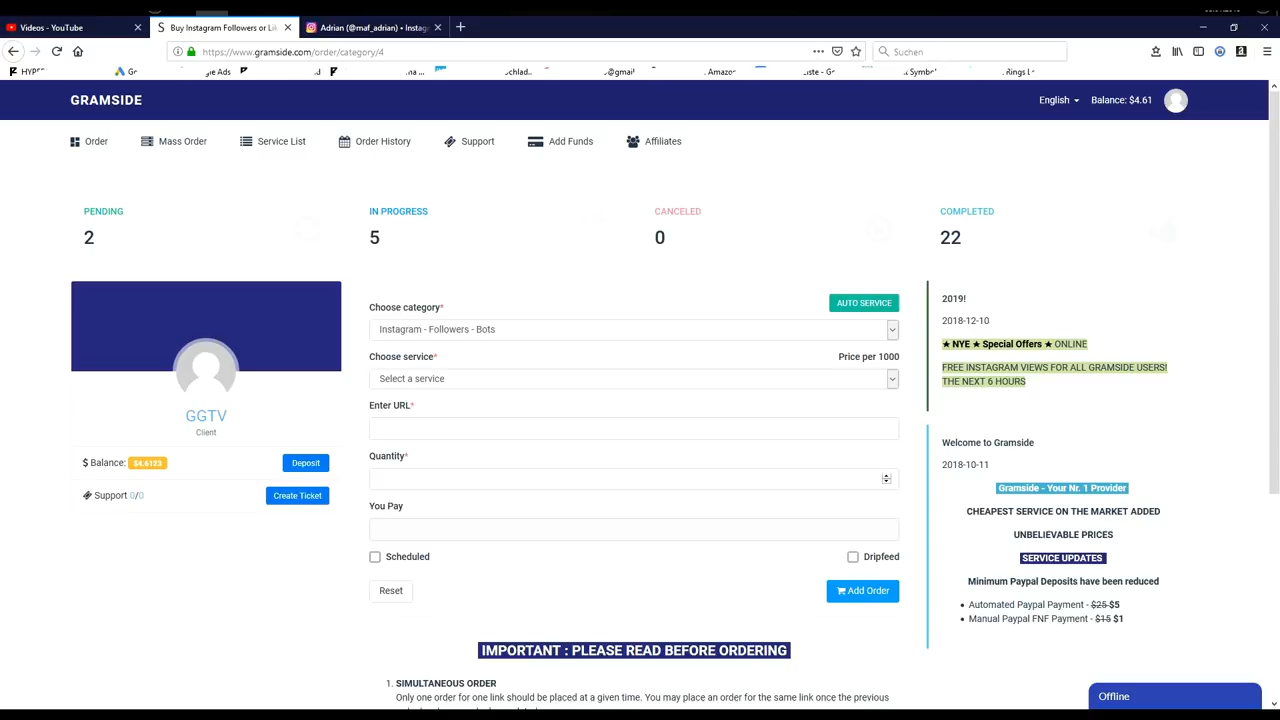 Videos - YouTube
Buy Instagram Followers or Lik
Adrian (@maf_adrian) • Instag
https://www.gramside.com/order/category/4
Suchen
gle Ads
@gmail
Amazor
GRAMSIDE
English
Balance: $4.61
Order
Mass Order
Service List
Order History
Support
Add Funds
Affiliates
PENDING
2
IN PROGRESS
5
CANCELED
0
COMPLETED
22
GGTV
Client
$ Balance: $4.6123
Deposit
Support 0/0
Create Ticket
AUTO SERVICE
Choose category*
Instagram - Followers - Bots
Choose service*
Price per 1000
Select a service
Enter URL*
Quantity*
You Pay
Scheduled
Dripfeed
Reset
Add Order
2019!
2018-12-10
★ NYE ★ Special Offers ★ ONLINE
FREE INSTAGRAM VIEWS FOR ALL GRAMSIDE USERS!
THE NEXT 6 HOURS
Welcome to Gramside
2018-10-11
Gramside - Your Nr. 1 Provider
CHEAPEST SERVICE ON THE MARKET ADDED
UNBELIEVABLE PRICES
SERVICE UPDATES
Minimum Paypal Deposits have been reduced
• Automated Paypal Payment - $25 $5
• Manual Paypal FNF Payment - $15 $1
IMPORTANT : PLEASE READ BEFORE ORDERING
1. SIMULTANEOUS ORDER
Only one order for one link should be placed at a given time. You may place an order for the same link once the previous
Offline